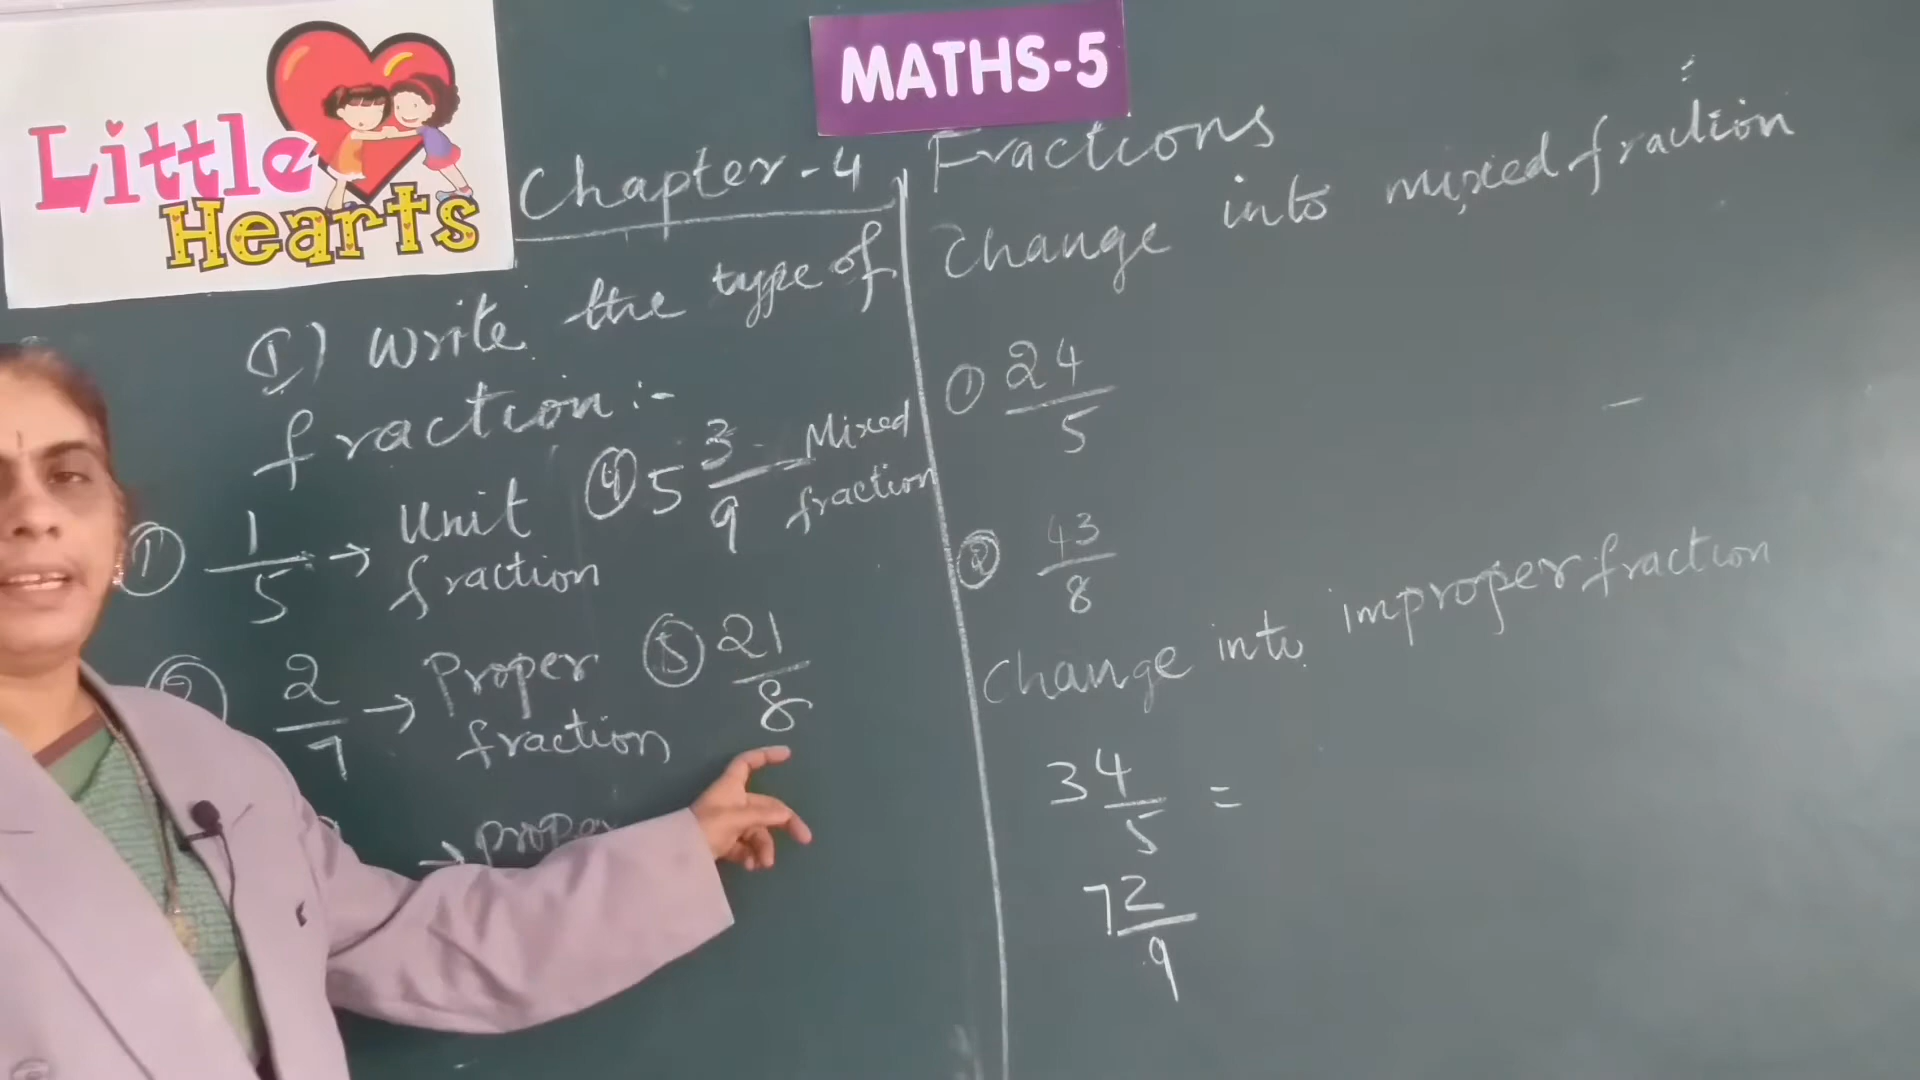 Little
Hearts
MATHS-5
Chapter-4 Fractions
I) Write the type of
fraction:-
① 1/5 → Unit
fraction
② 2/7 → Proper
fraction
→ prope
④ 5 3/9 - Mixed
fraction
⑤ 21/8
Change into mixed fraction
① 24/5
② 43/8
Change into improper fraction
3 4/5 =
7 2/9